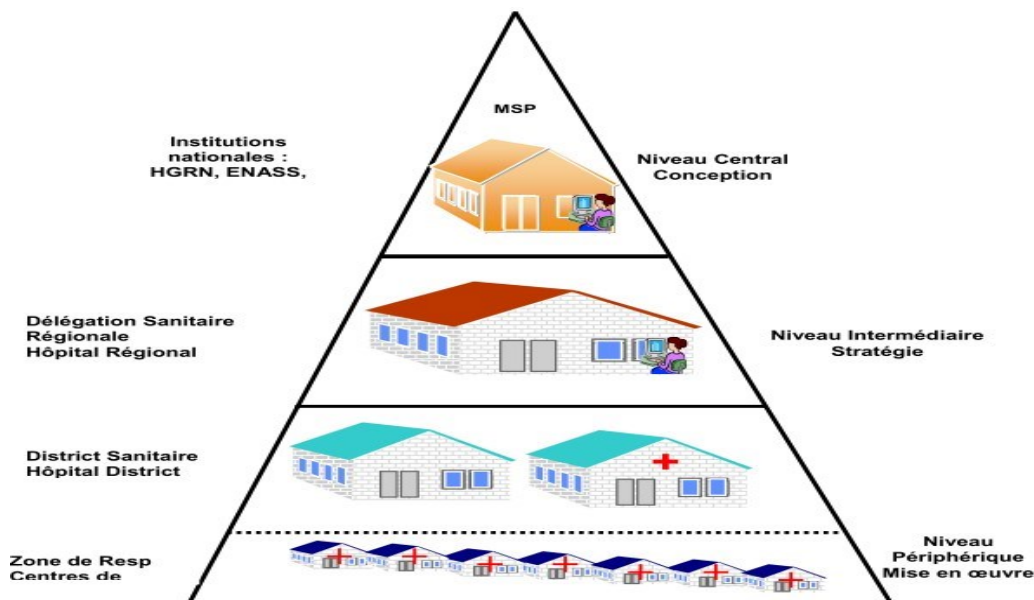 MSP
Institutions
nationales :
HGRN, ENASS,
Niveau Central
Conception
Délégation Sanitaire
Régionale
Hôpital Régional
Niveau Intermédiaire
Stratégie
District Sanitaire
Hôpital District
Zone de Resp
Centres de
Niveau
Périphérique
Mise en œuvre